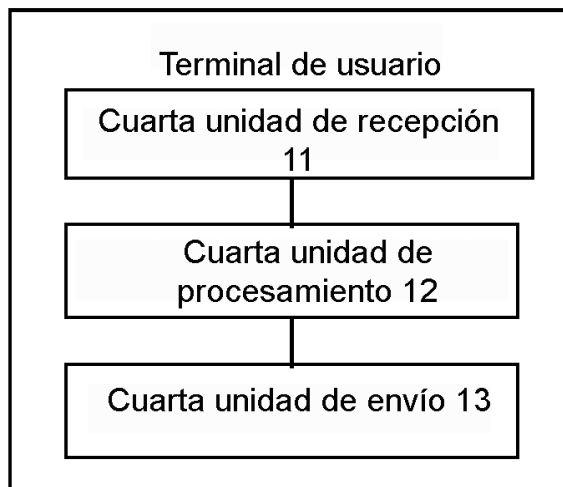 Terminal de usuario
Cuarta unidad de recepción
11
Cuarta unidad de
procesamiento 12
Cuarta unidad de envío 13